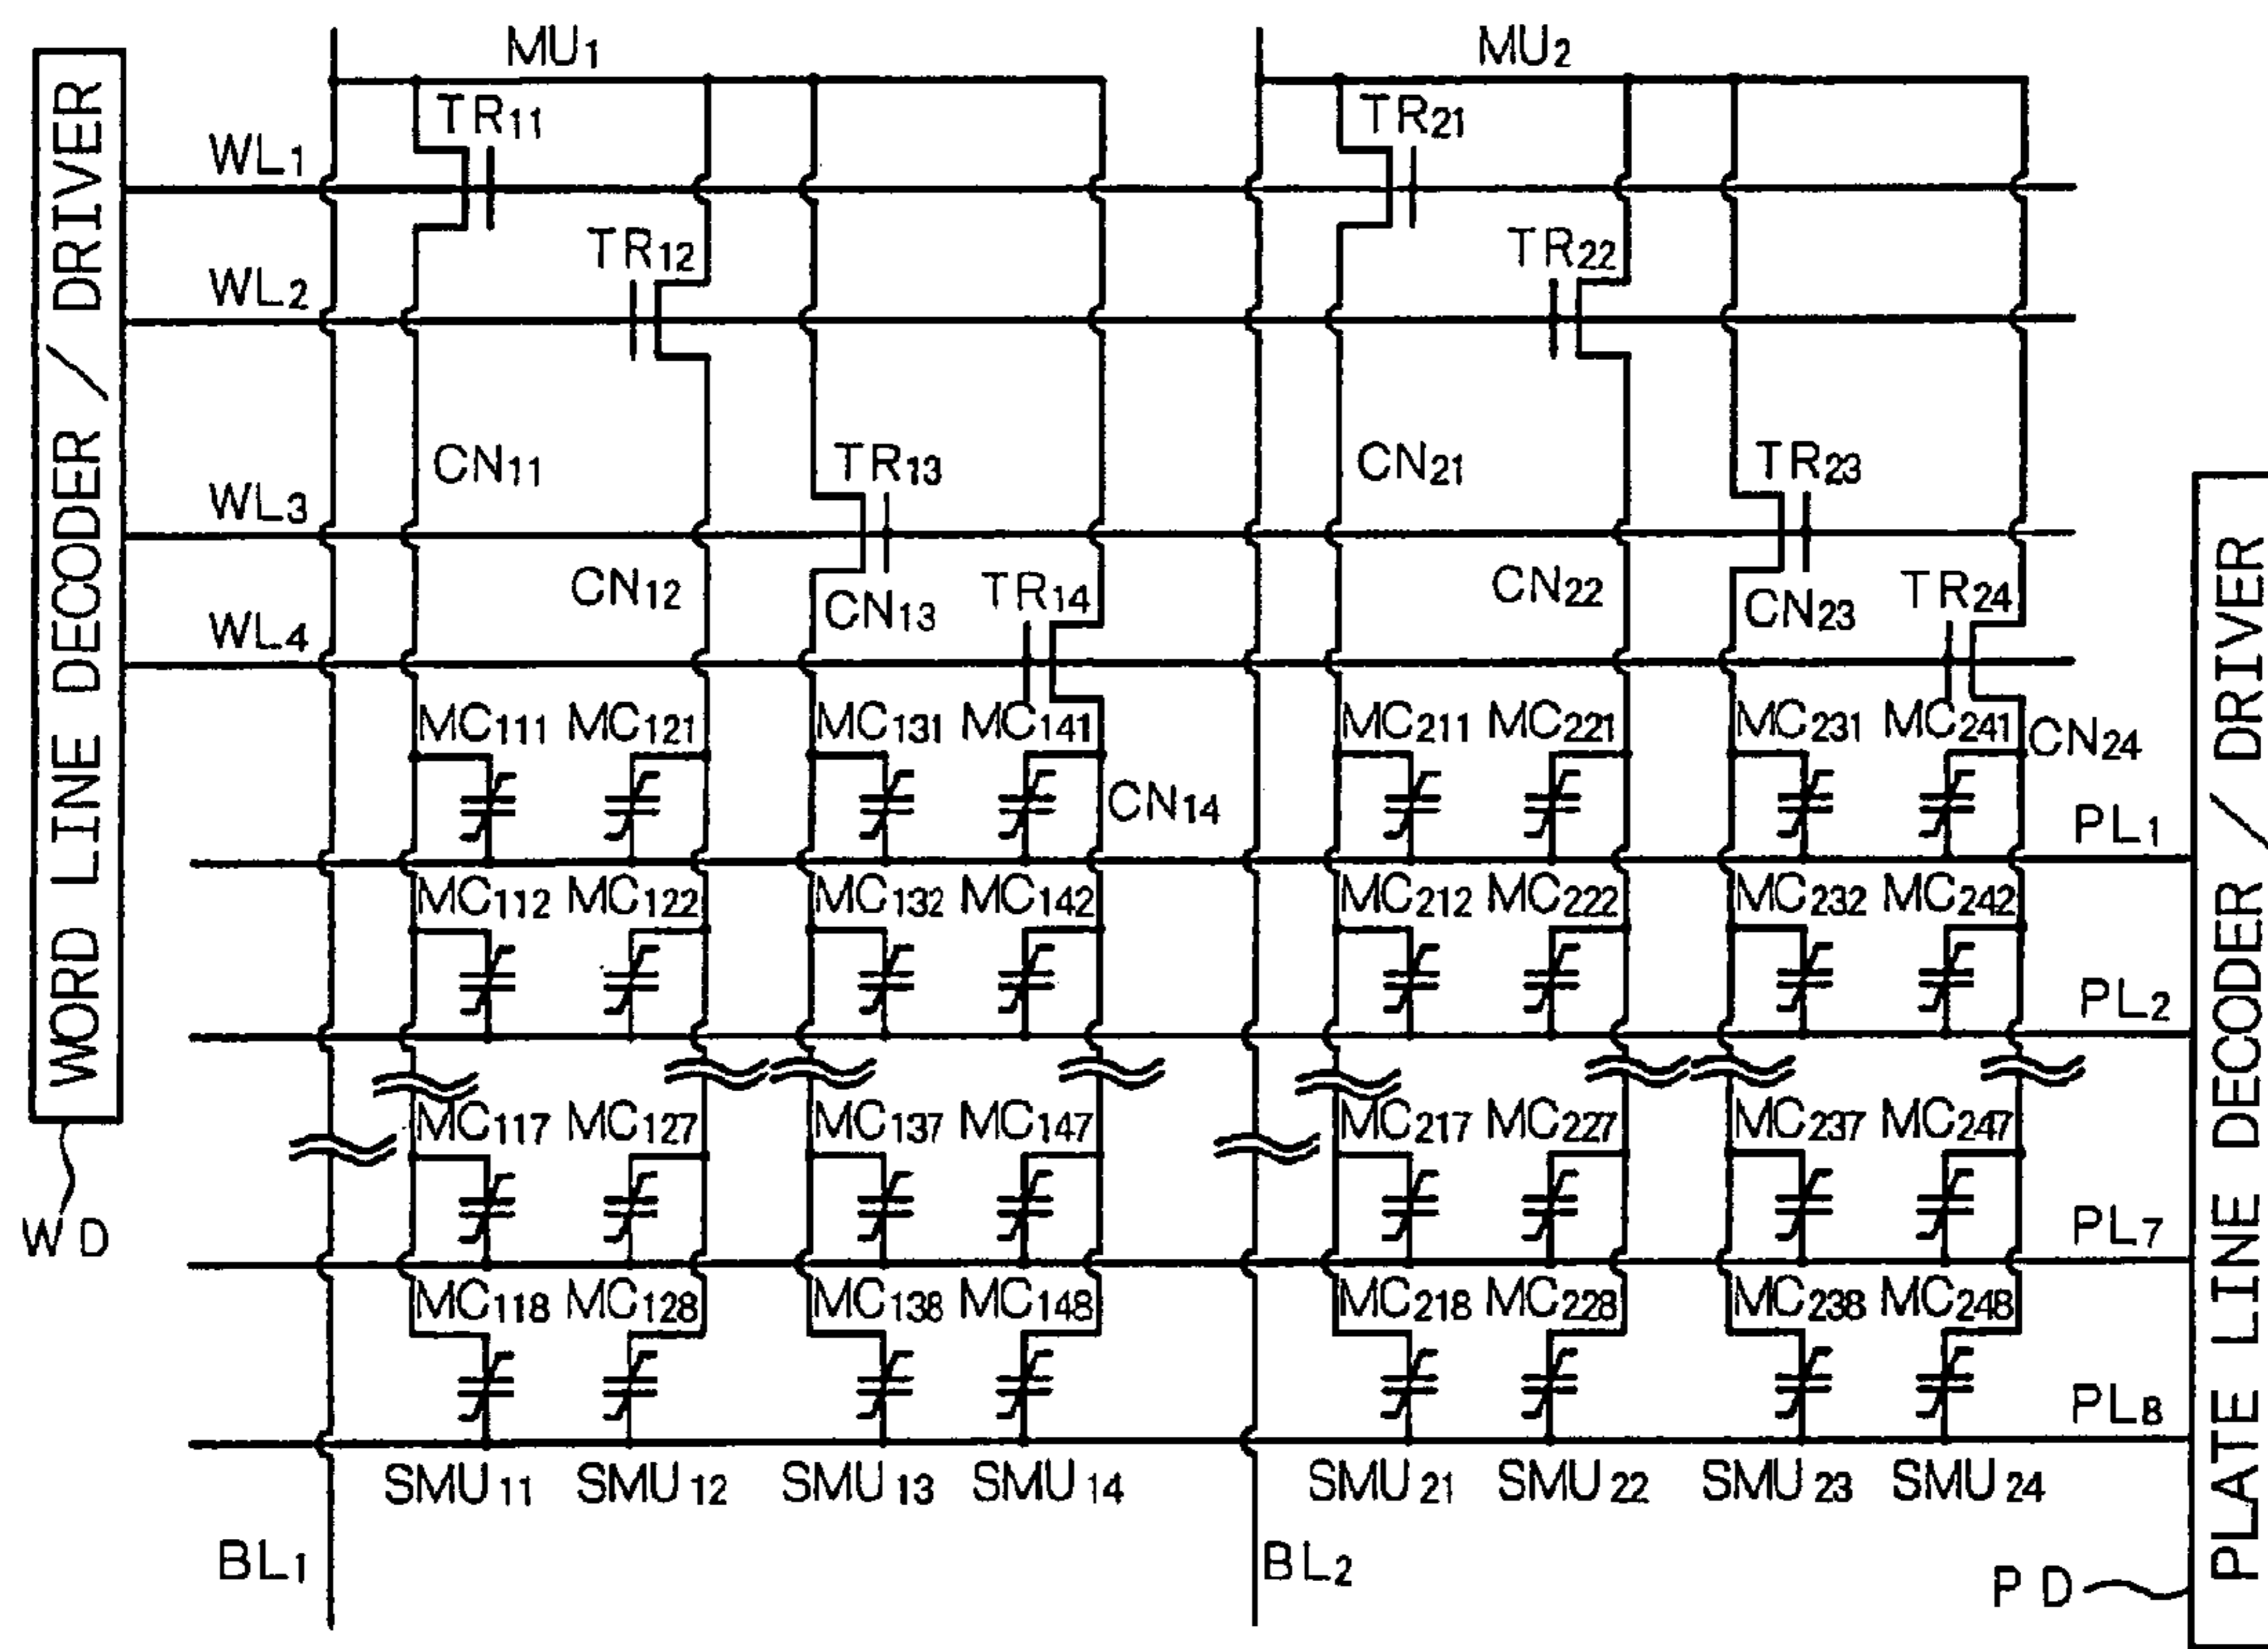 MU1 MU2
TR11 TR21
WL1
TR12 TR22
WL2
CN11 TR13 CN21 TR23
WL3
CN12 CN13 TR14 CN22 CN23 TR24
WL4
MC111 MC121 MC131 MC141 MC211 MC221 MC231 MC241 CN24
CN14 PL1
MC112 MC122 MC132 MC142 MC212 MC222 MC232 MC242
PL2
MC117 MC127 MC137 MC147 MC217 MC227 MC237 MC247
PL7
MC118 MC128 MC138 MC148 MC218 MC228 MC238 MC248
PL8
SMU11 SMU12 SMU13 SMU14 SMU21 SMU22 SMU23 SMU24
BL1 BL2
WORD LINE DECODER / DRIVER
WD
PLATE LINE DECODER / DRIVER
PD